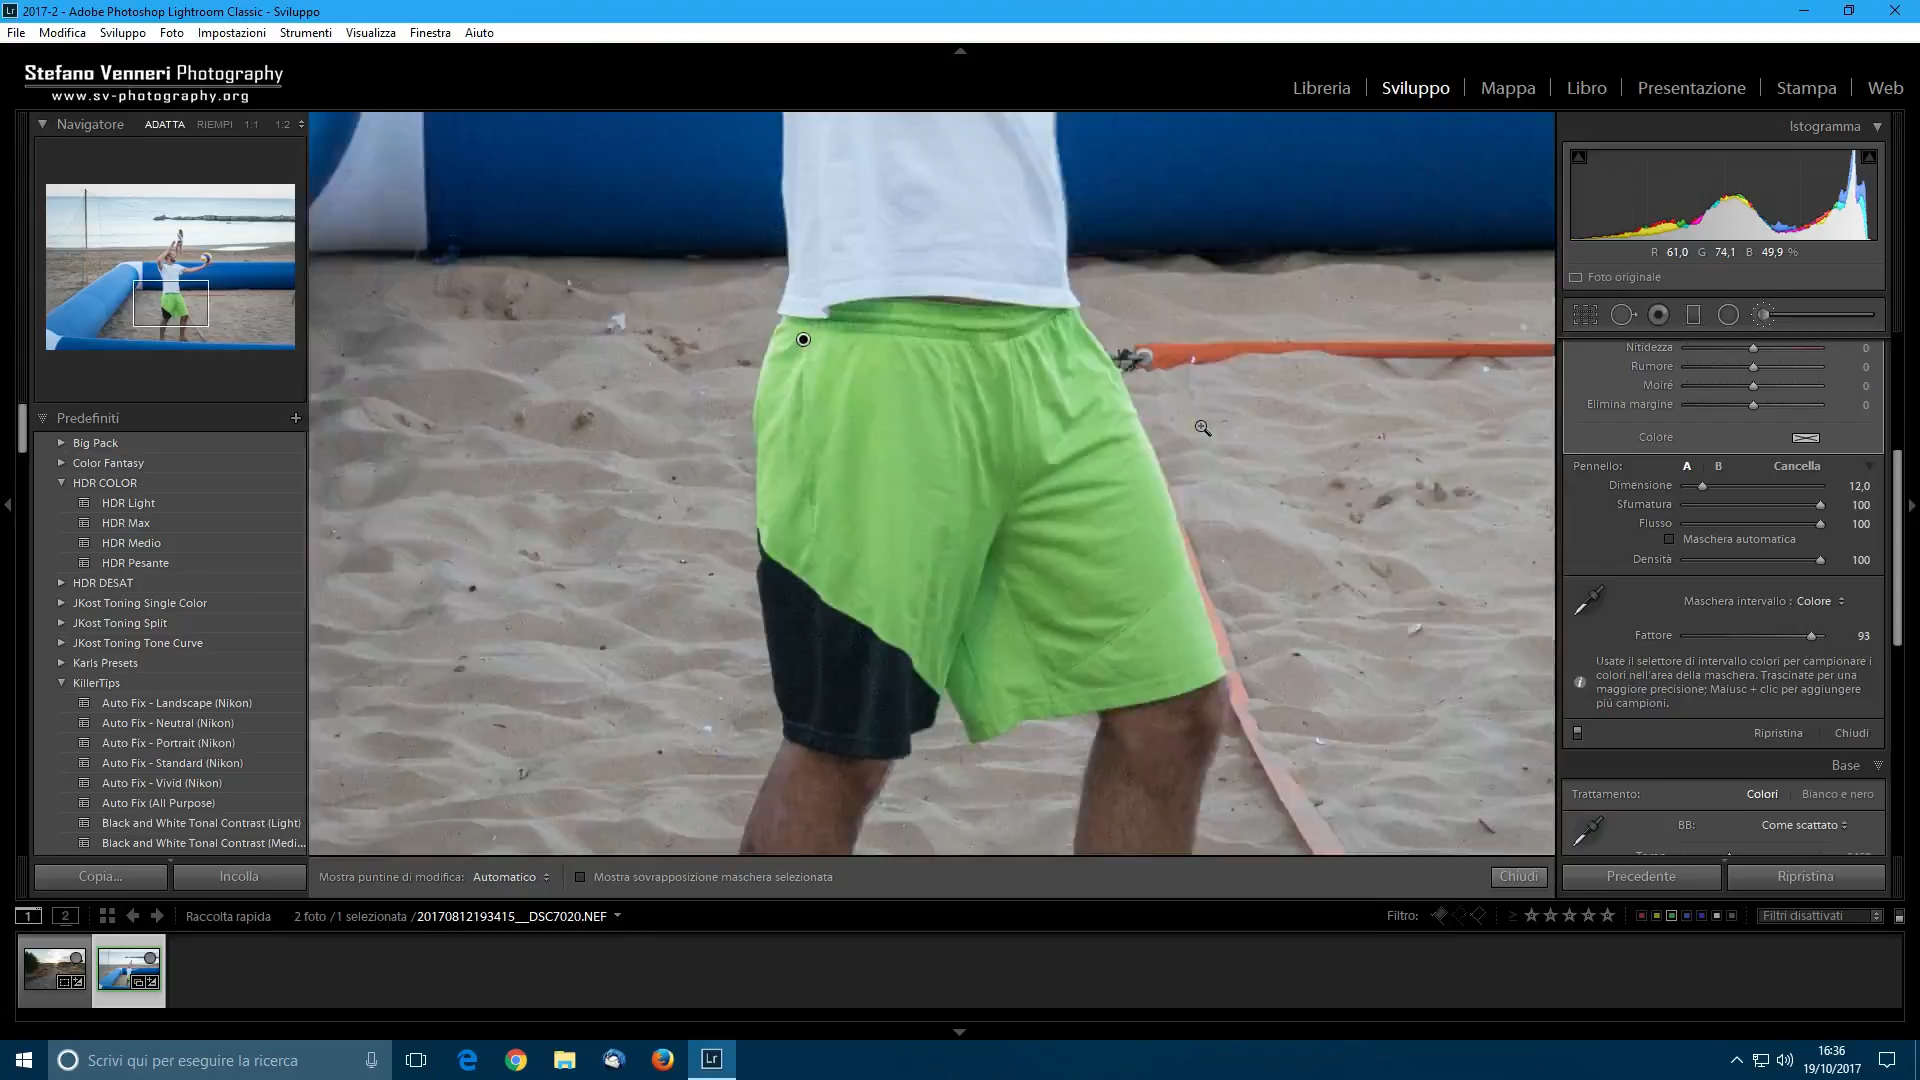 2017-2 - Adobe Photoshop Lightroom Classic - Sviluppo
File Modifica Sviluppo Foto Impostazioni Strumenti Visualizza Finestra Aiuto
Stefano Venneri Photography
www.sv-photography.org
Libreria Sviluppo Mappa Libro Presentazione Stampa Web
Navigatore ADATTA RIEMPI 1:1 1:2
Predefiniti
Big Pack
Color Fantasy
HDR COLOR
HDR Light
HDR Max
HDR Medio
HDR Pesante
HDR DESAT
JKost Toning Single Color
JKost Toning Split
JKost Toning Tone Curve
Karls Presets
KillerTips
Auto Fix - Landscape (Nikon)
Auto Fix - Neutral (Nikon)
Auto Fix - Portrait (Nikon)
Auto Fix - Standard (Nikon)
Auto Fix - Vivid (Nikon)
Auto Fix (All Purpose)
Black and White Tonal Contrast (Light)
Black and White Tonal Contrast (Medi...
Copia... Incolla
Mostra puntine di modifica: Automatico Mostra sovrapposizione maschera selezionata Chiudi
Istogramma
R 61,0 G 74,1 B 49,9 %
Foto originale
Nitidezza 0
Rumore 0
Moiré 0
Elimina margine 0
Colore
Pennello: A B Cancella
Dimensione 12,0
Sfumatura 100
Flusso 100
Maschera automatica
Densità 100
Maschera intervallo : Colore
Fattore 93
Usate il selettore di intervallo colori per campionare i
colori nell'area della maschera. Trascinate per una
maggiore precisione; Maiusc + clic per aggiungere
più campioni.
Ripristina Chiudi
Base
Trattamento: Colori Bianco e nero
BB: Come scattato
Precedente Ripristina
1 2 Raccolta rapida 2 foto /1 selezionata /20170812193415__DSC7020.NEF
Filtro: Filtri disattivati
Scrivi qui per eseguire la ricerca
Lr
16:36
19/10/2017